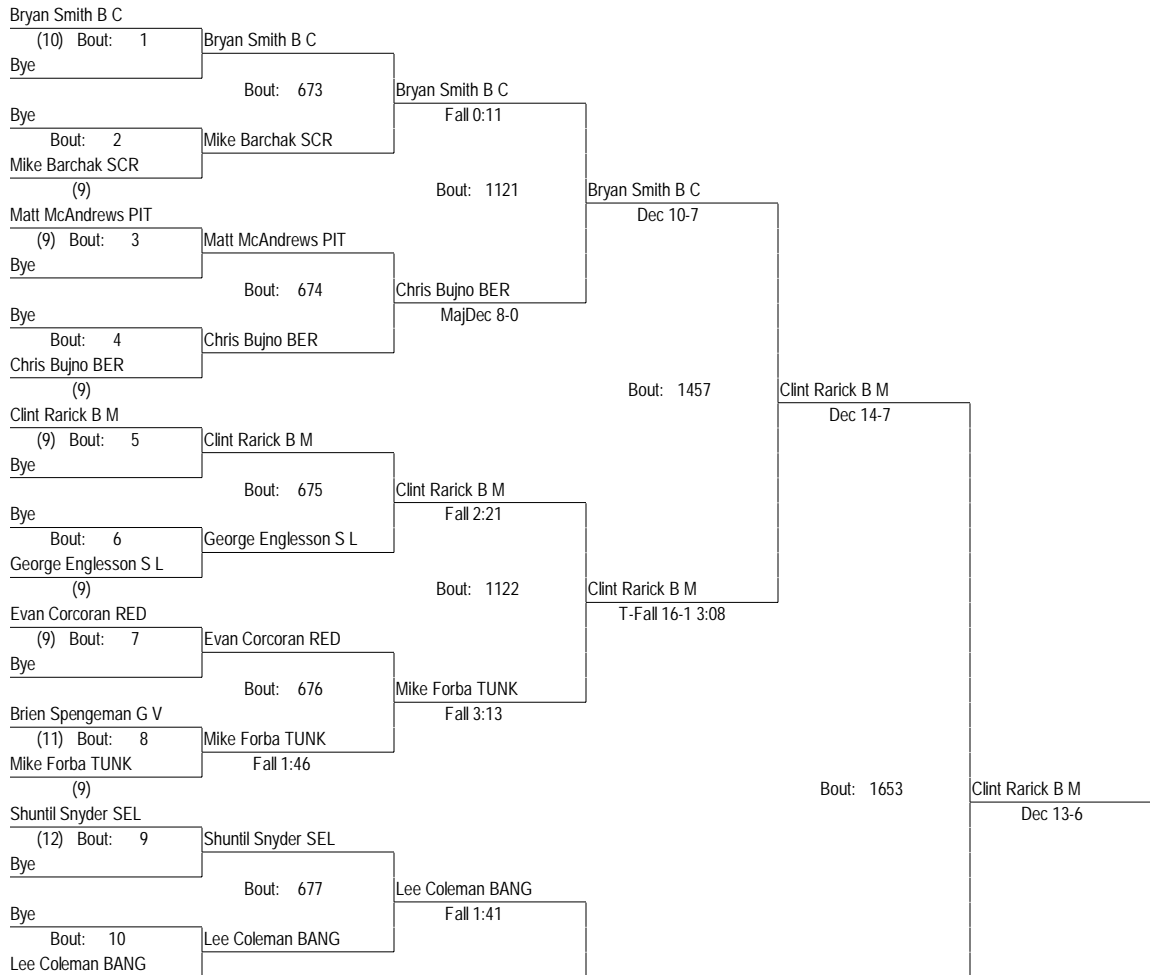 Bryan Smith B C
(10) Bout: 1 Bryan Smith B C
Bye
Bout: 673 Bryan Smith B C
Bye Fall 0:11
Bout: 2 Mike Barchak SCR
Mike Barchak SCR
(9) Bout: 1121 Bryan Smith B C
Matt McAndrews PIT Dec 10-7
(9) Bout: 3 Matt McAndrews PIT
Bye
Bout: 674 Chris Bujno BER
Bye MajDec 8-0
Bout: 4 Chris Bujno BER
Chris Bujno BER
(9) Bout: 1457 Clint Rarick B M
Clint Rarick B M Dec 14-7
(9) Bout: 5 Clint Rarick B M
Bye
Bout: 675 Clint Rarick B M
Bye Fall 2:21
Bout: 6 George Englesson S L
George Englesson S L
(9) Bout: 1122 Clint Rarick B M
Evan Corcoran RED T-Fall 16-1 3:08
(9) Bout: 7 Evan Corcoran RED
Bye
Bout: 676 Mike Forba TUNK
Brien Spengeman G V Fall 3:13
(11) Bout: 8 Mike Forba TUNK
Mike Forba TUNK Fall 1:46
(9) Bout: 1653 Clint Rarick B M
Shuntil Snyder SEL Dec 13-6
(12) Bout: 9 Shuntil Snyder SEL
Bye
Bout: 677 Lee Coleman BANG
Bye Fall 1:41
Bout: 10 Lee Coleman BANG
Lee Coleman BANG